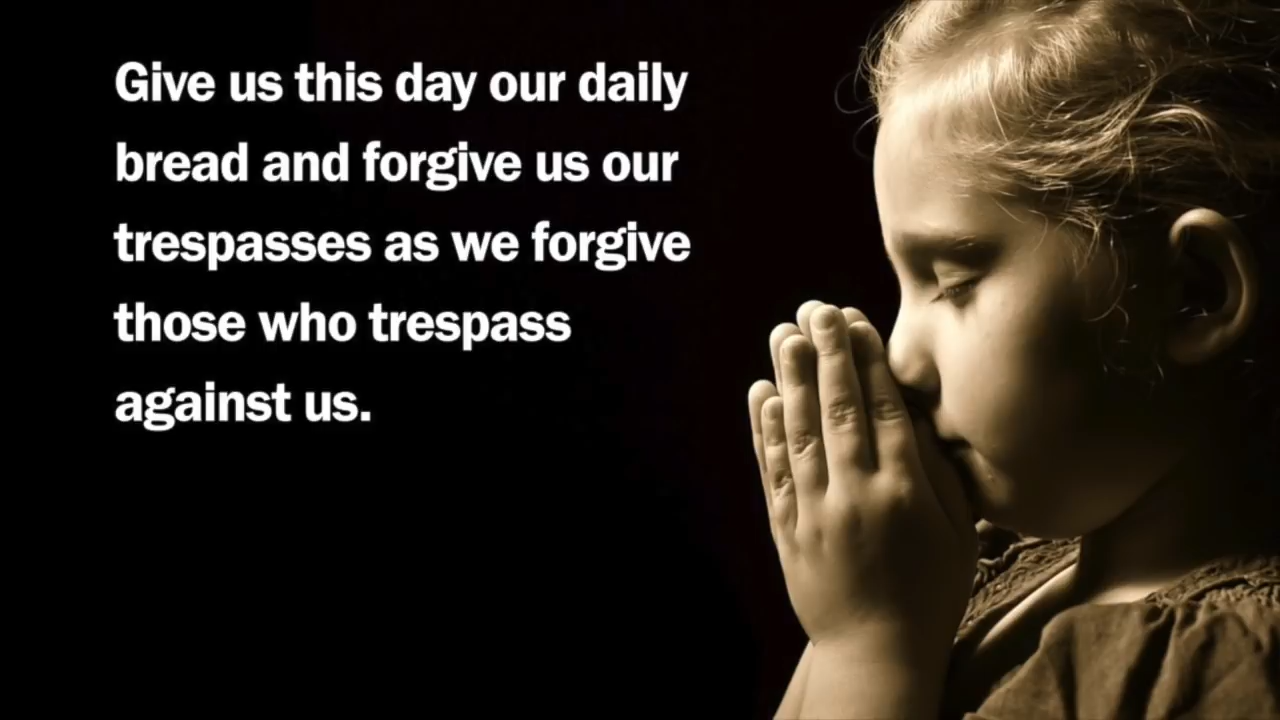 Give us this day our daily
bread and forgive us our
trespasses as we forgive
those who trespass
against us.